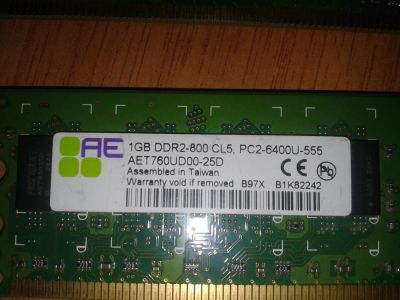 AE
1GB DDR2-800 CL5, PC2-6400U-555
AET760UD00-25D
Assembled in Taiwan
Warranty void if removed B97X B1K82242
CE
Pb